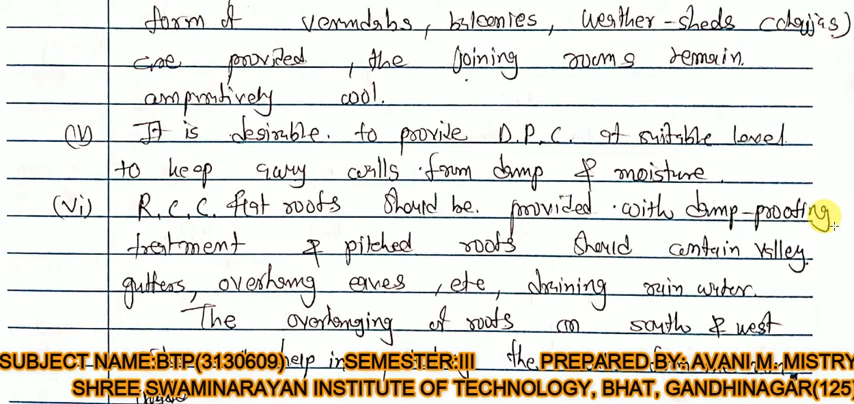 form of verandahs, balconies, weather-sheds (chajjas)
are provided, the joining rooms remain
comparatively cool.
(V) It is desirable to provide D.P.C. at suitable level
to keep away walls from damp & moisture.
(Vi) R.C.C. flat roofs should be provided with damp-proofing
treatment & pitched roofs should contain valley
gutters, overhang eaves, etc, draining rain water.
The overhanging of roofs on south & west
help in the
SUBJECT NAME:BTP(3130609) SEMESTER:III PREPARED BY: AVANI M. MISTRY
SHREE SWAMINARAYAN INSTITUTE OF TECHNOLOGY, BHAT, GANDHINAGAR(125)